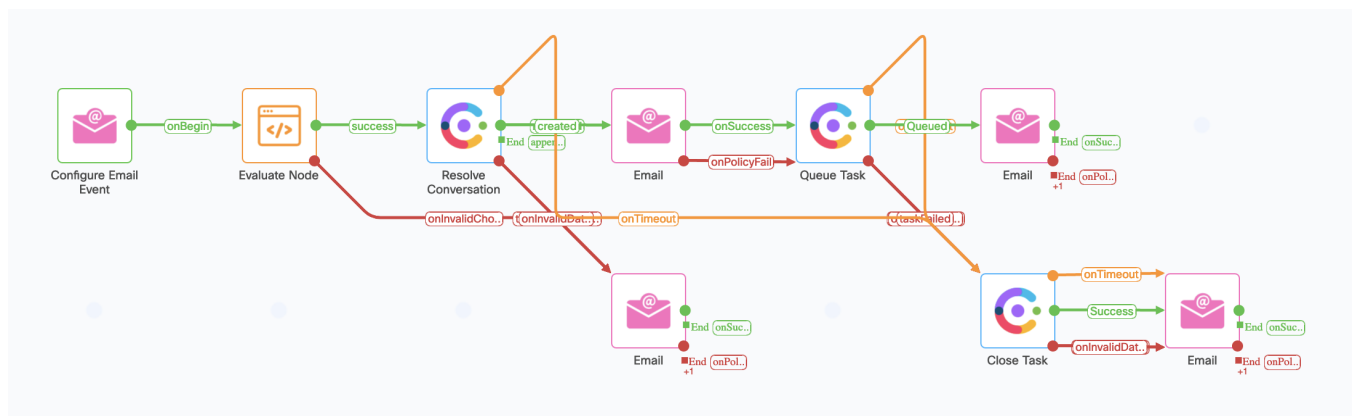 onBegin
success
created
onSuccess
Queued
End appen..
End onSuc..
onPolicyFail
Configure Email
Event
Evaluate Node
Resolve
Conversation
Email
Queue Task
Email
End onPol..
+1
onInvalidCho..
onInvalidDat..
onTimeout
taskFailed
onTimeout
Success
End onSuc..
End onSuc..
onInvalidDat..
Email
End onPol..
+1
Close Task
Email
End onPol..
+1